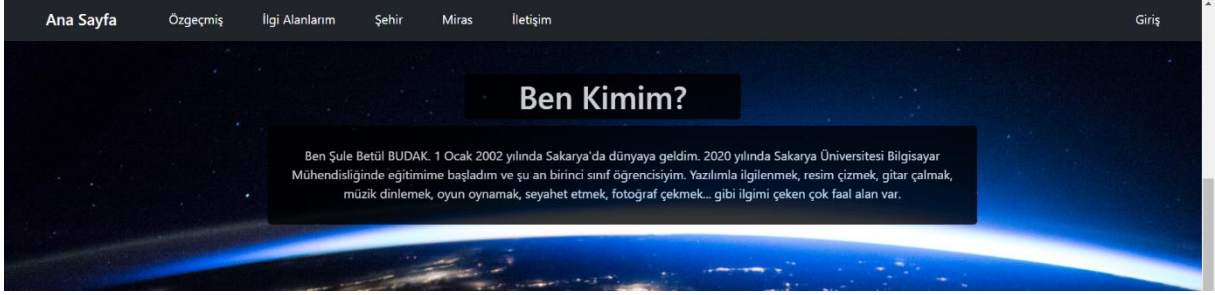 Ana Sayfa Özgeçmiş İlgi Alanlarım Şehir Miras İletişim Giriş
Ben Kimim?
Ben Şule Betül BUDAK. 1 Ocak 2002 yılında Sakarya'da dünyaya geldim. 2020 yılında Sakarya Üniversitesi Bilgisayar
Mühendisliğinde eğitimime başladım ve şu an birinci sınıf öğrencisiyim. Yazılımla ilgilenmek, resim çizmek, gitar çalmak,
müzik dinlemek, oyun oynamak, seyahet etmek, fotoğraf çekmek... gibi ilgimi çeken çok faal alan var.